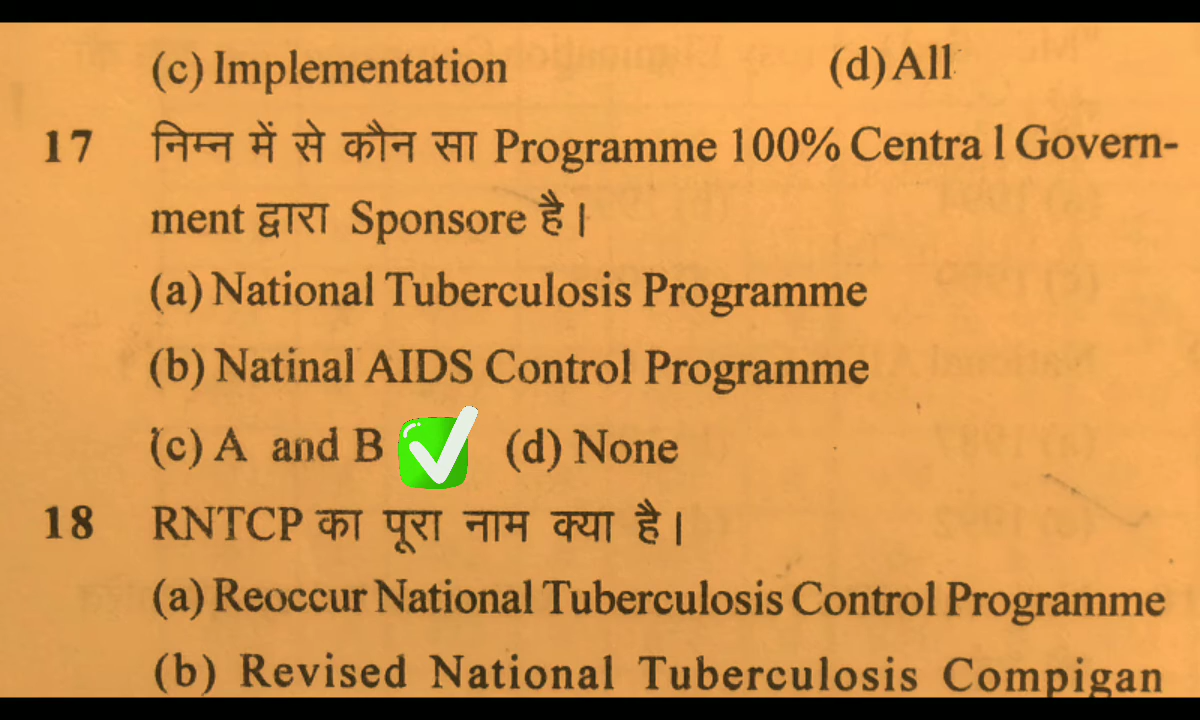 (c) Implementation (d) All
17 निम्न में से कौन सा Programme 100% Centra l Govern-
ment द्वारा Sponsore है।
(a) National Tuberculosis Programme
(b) Natinal AIDS Control Programme
(c) A and B (d) None
18 RNTCP का पूरा नाम क्या है।
(a) Reoccur National Tuberculosis Control Programme
(b) Revised National Tuberculosis Compigan